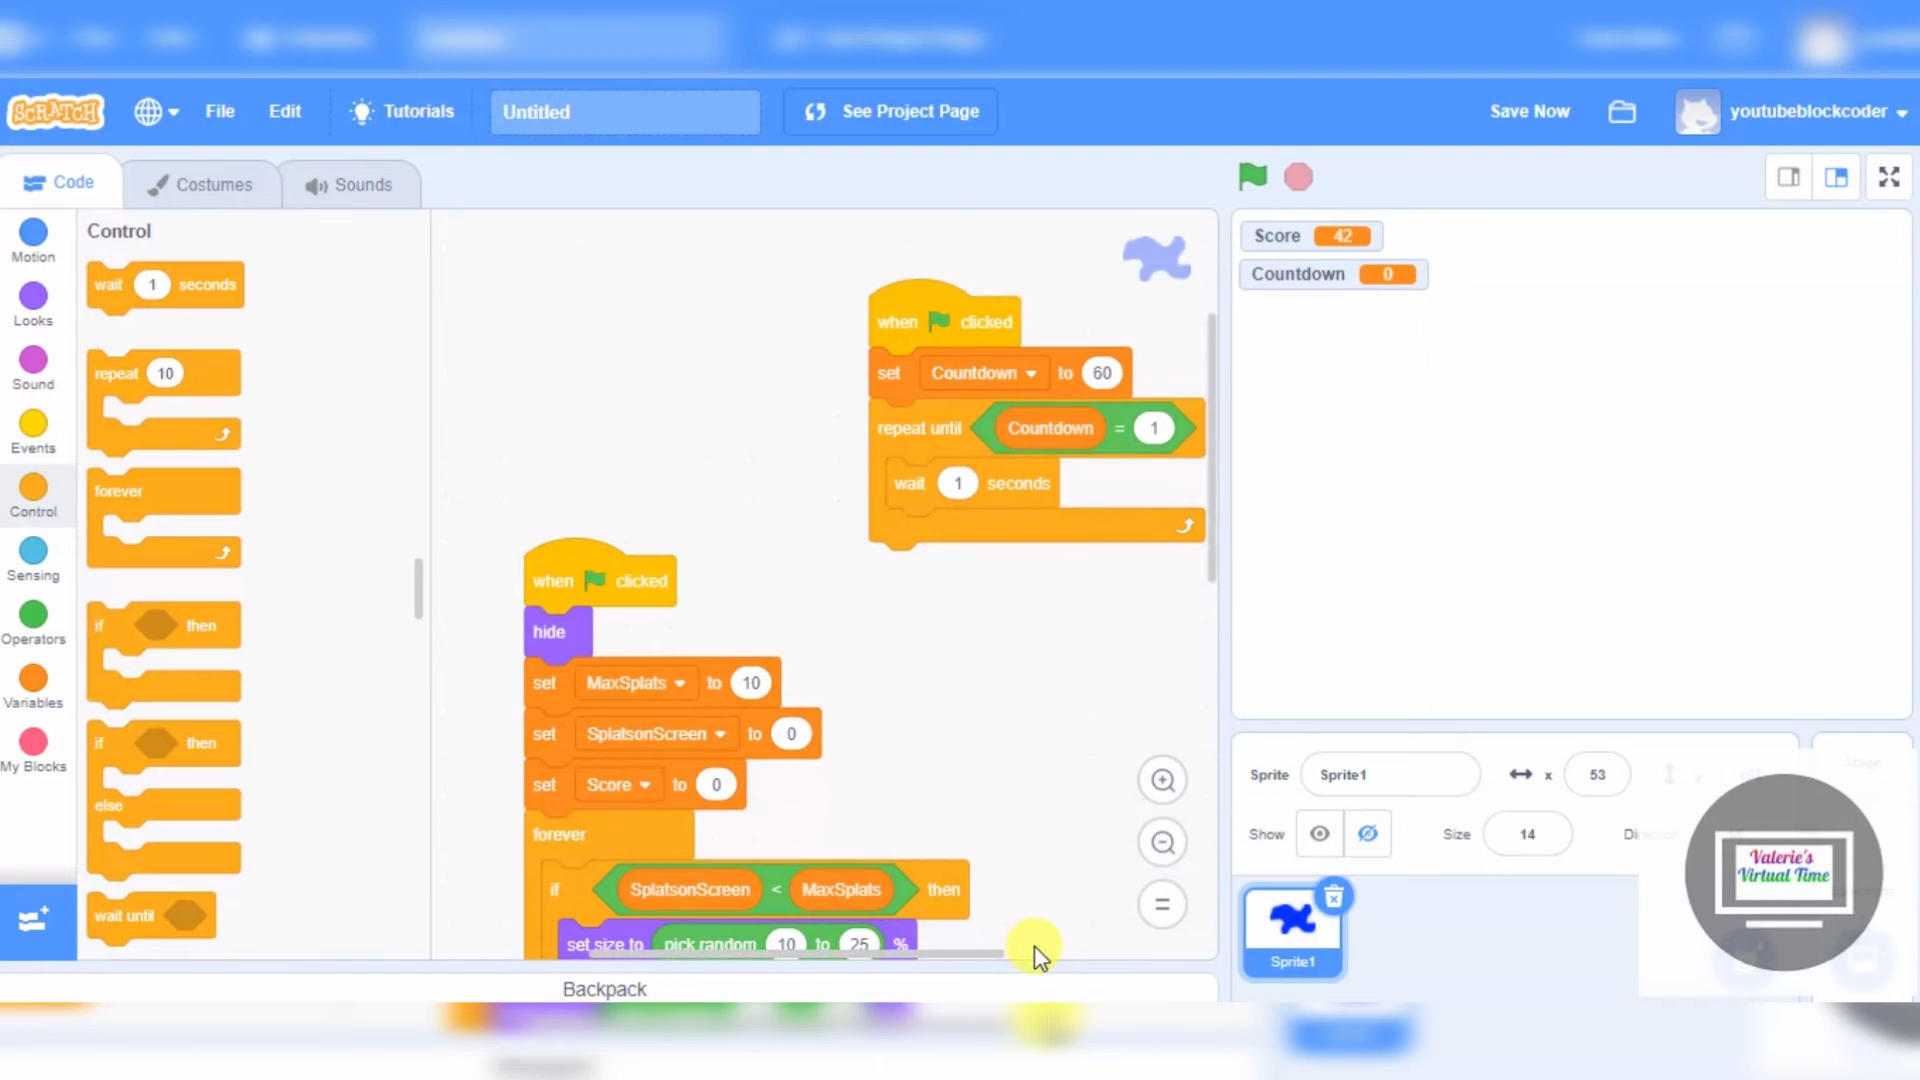 SCRATCH File Edit Tutorials Untitled See Project Page Save Now youtubeblockcoder
Code Costumes Sounds
Motion
Looks
Sound
Events
Control
Sensing
Operators
Variables
My Blocks
Control
wait 1 seconds
repeat 10
forever
if then
if then
else
wait until
when clicked
set Countdown to 60
repeat until Countdown = 1
wait 1 seconds
when clicked
hide
set MaxSplats to 10
set SplatsonScreen to 0
set Score to 0
forever
if SplatsonScreen < MaxSplats then
set size to pick random 10 to 25 %
Backpack
Score 42
Countdown 0
Sprite Sprite1 x 53
Show Size 14
Sprite1
Valerie's
Virtual Time